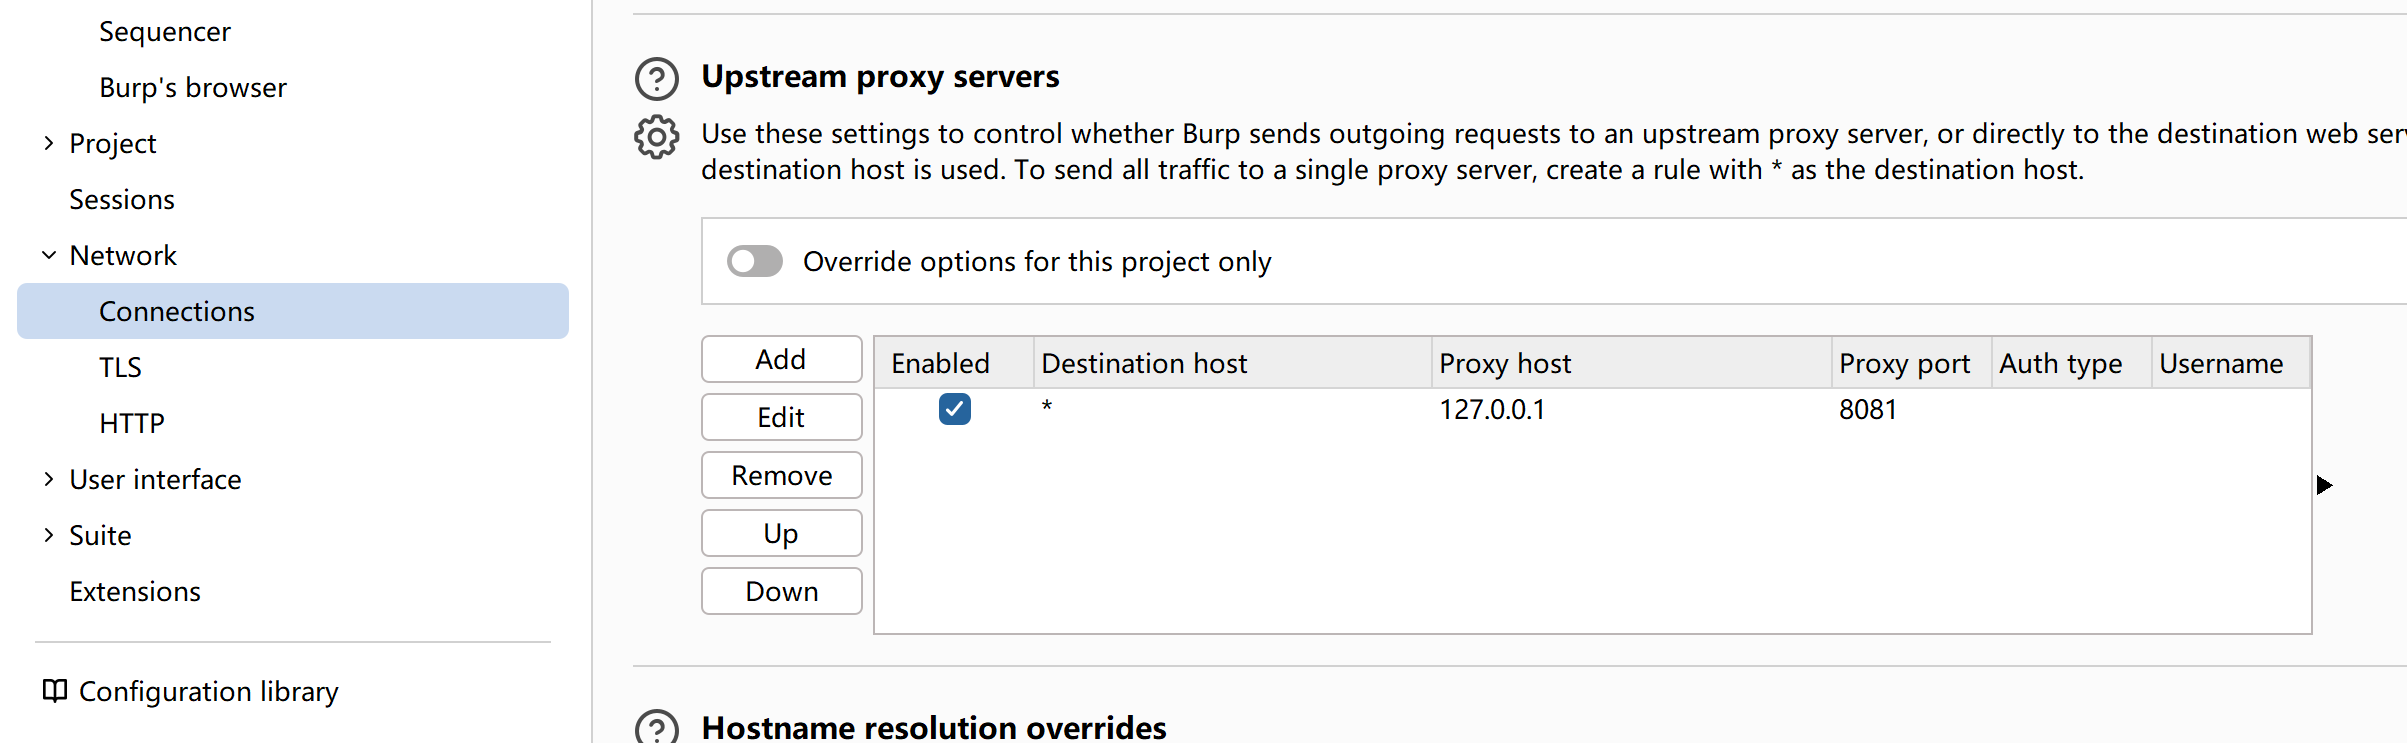 Sequencer
Burp's browser
Project
Sessions
Network
Connections
TLS
HTTP
User interface
Suite
Extensions
Configuration library
Upstream proxy servers
Use these settings to control whether Burp sends outgoing requests to an upstream proxy server, or directly to the destination web
destination host is used. To send all traffic to a single proxy server, create a rule with * as the destination host.
Override options for this project only
Add
Edit
Remove
Up
Down
Enabled Destination host Proxy host Proxy port Auth type Username
* 127.0.0.1 8081
Hostname resolution overrides